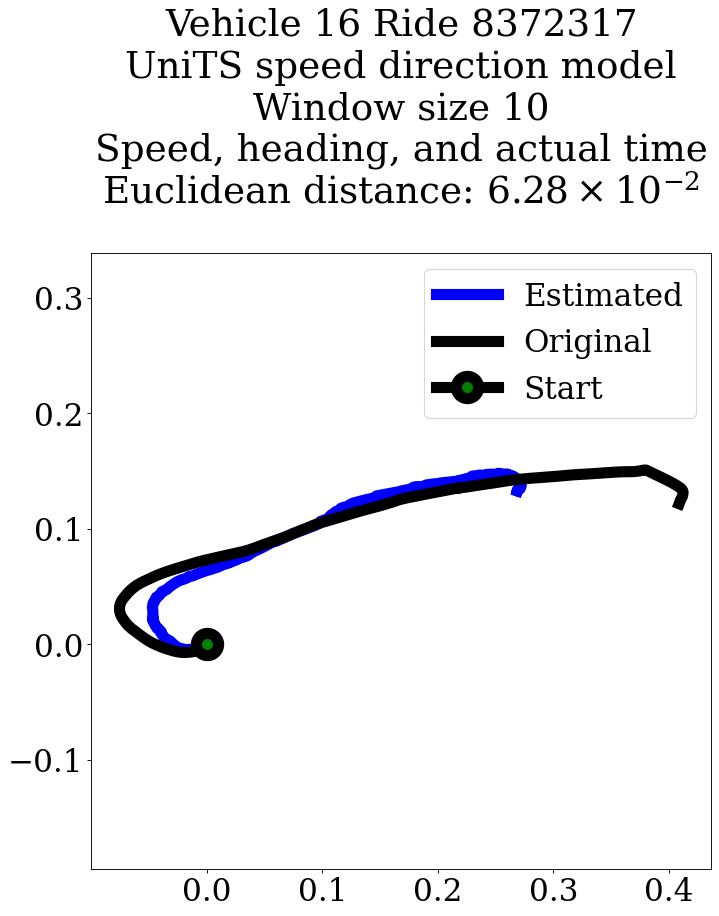 Vehicle 16 Ride 8372317
UniTS speed direction model
Window size 10
Speed, heading, and actual time
Euclidean distance: 6.28 × 10⁻²
Estimated
Original
Start
0.3
0.2
0.1
0.0
−0.1
0.0 0.1 0.2 0.3 0.4